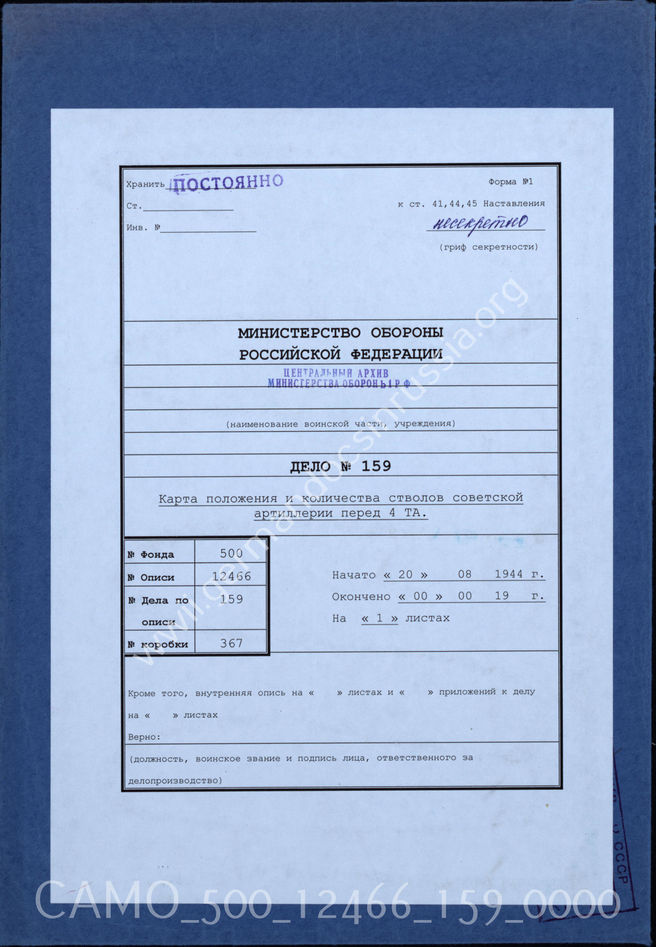 Хранить ПОСТОЯННО
Форма №1
Ст.
к ст. 41,44,45 Наставления
Инв. №
несекретно
(гриф секретности)
МИНИСТЕРСТВО ОБОРОНЫ
РОССИЙСКОЙ ФЕДЕРАЦИИ
ЦЕНТРАЛЬНЫЙ АРХИВ
МИНИСТЕРСТВА ОБОРОНЫ РФ
(наименование воинской части, учреждения)
ДЕЛО № 159
Карта положения и количества стволов советской
артиллерии перед 4 ТА.
№ Фонда 500
№ Описи 12466
№ Дела по 159
описи
№ коробки 367
Начато « 20 » 08 1944 г.
Окончено « 00 » 00 19 г.
На « 1 » листах
Кроме того, внутренняя опись на « » листах и « » приложений к делу
на « » листах
Верно:
(должность, воинское звание и подпись лица, ответственного за
делопроизводство)
www.germandocsinrussia.org
СССР
CAMO_500_12466_159_0000